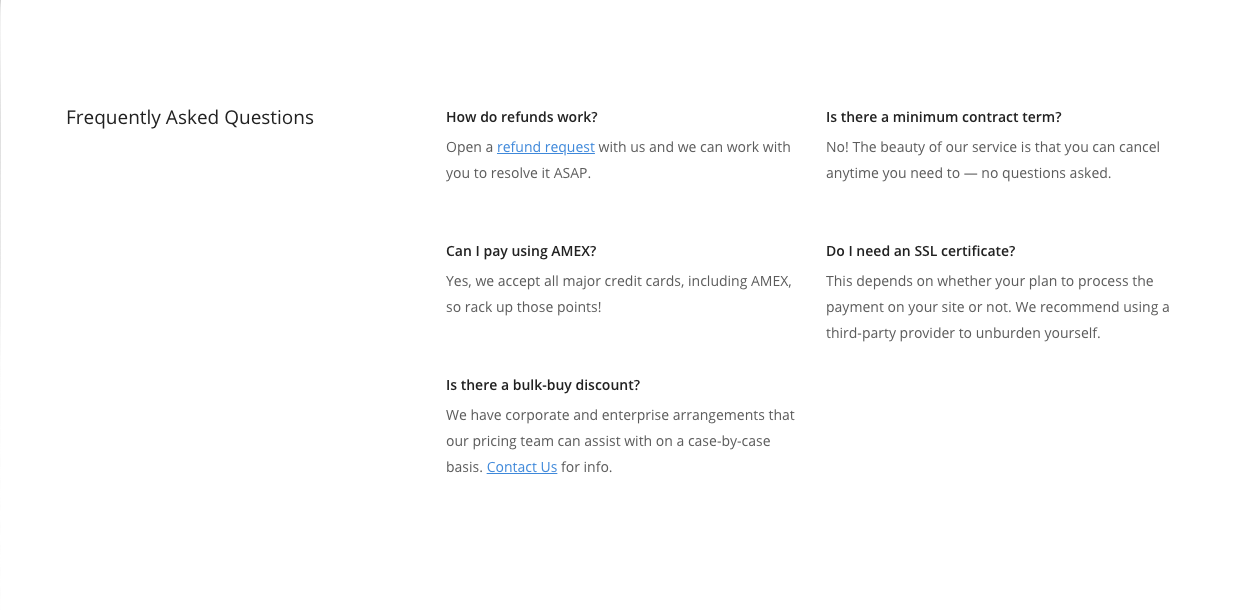 Frequently Asked Questions
How do refunds work?
Open a refund request with us and we can work with
you to resolve it ASAP.
Is there a minimum contract term?
No! The beauty of our service is that you can cancel
anytime you need to — no questions asked.
Can I pay using AMEX?
Yes, we accept all major credit cards, including AMEX,
so rack up those points!
Do I need an SSL certificate?
This depends on whether your plan to process the
payment on your site or not. We recommend using a
third-party provider to unburden yourself.
Is there a bulk-buy discount?
We have corporate and enterprise arrangements that
our pricing team can assist with on a case-by-case
basis. Contact Us for info.